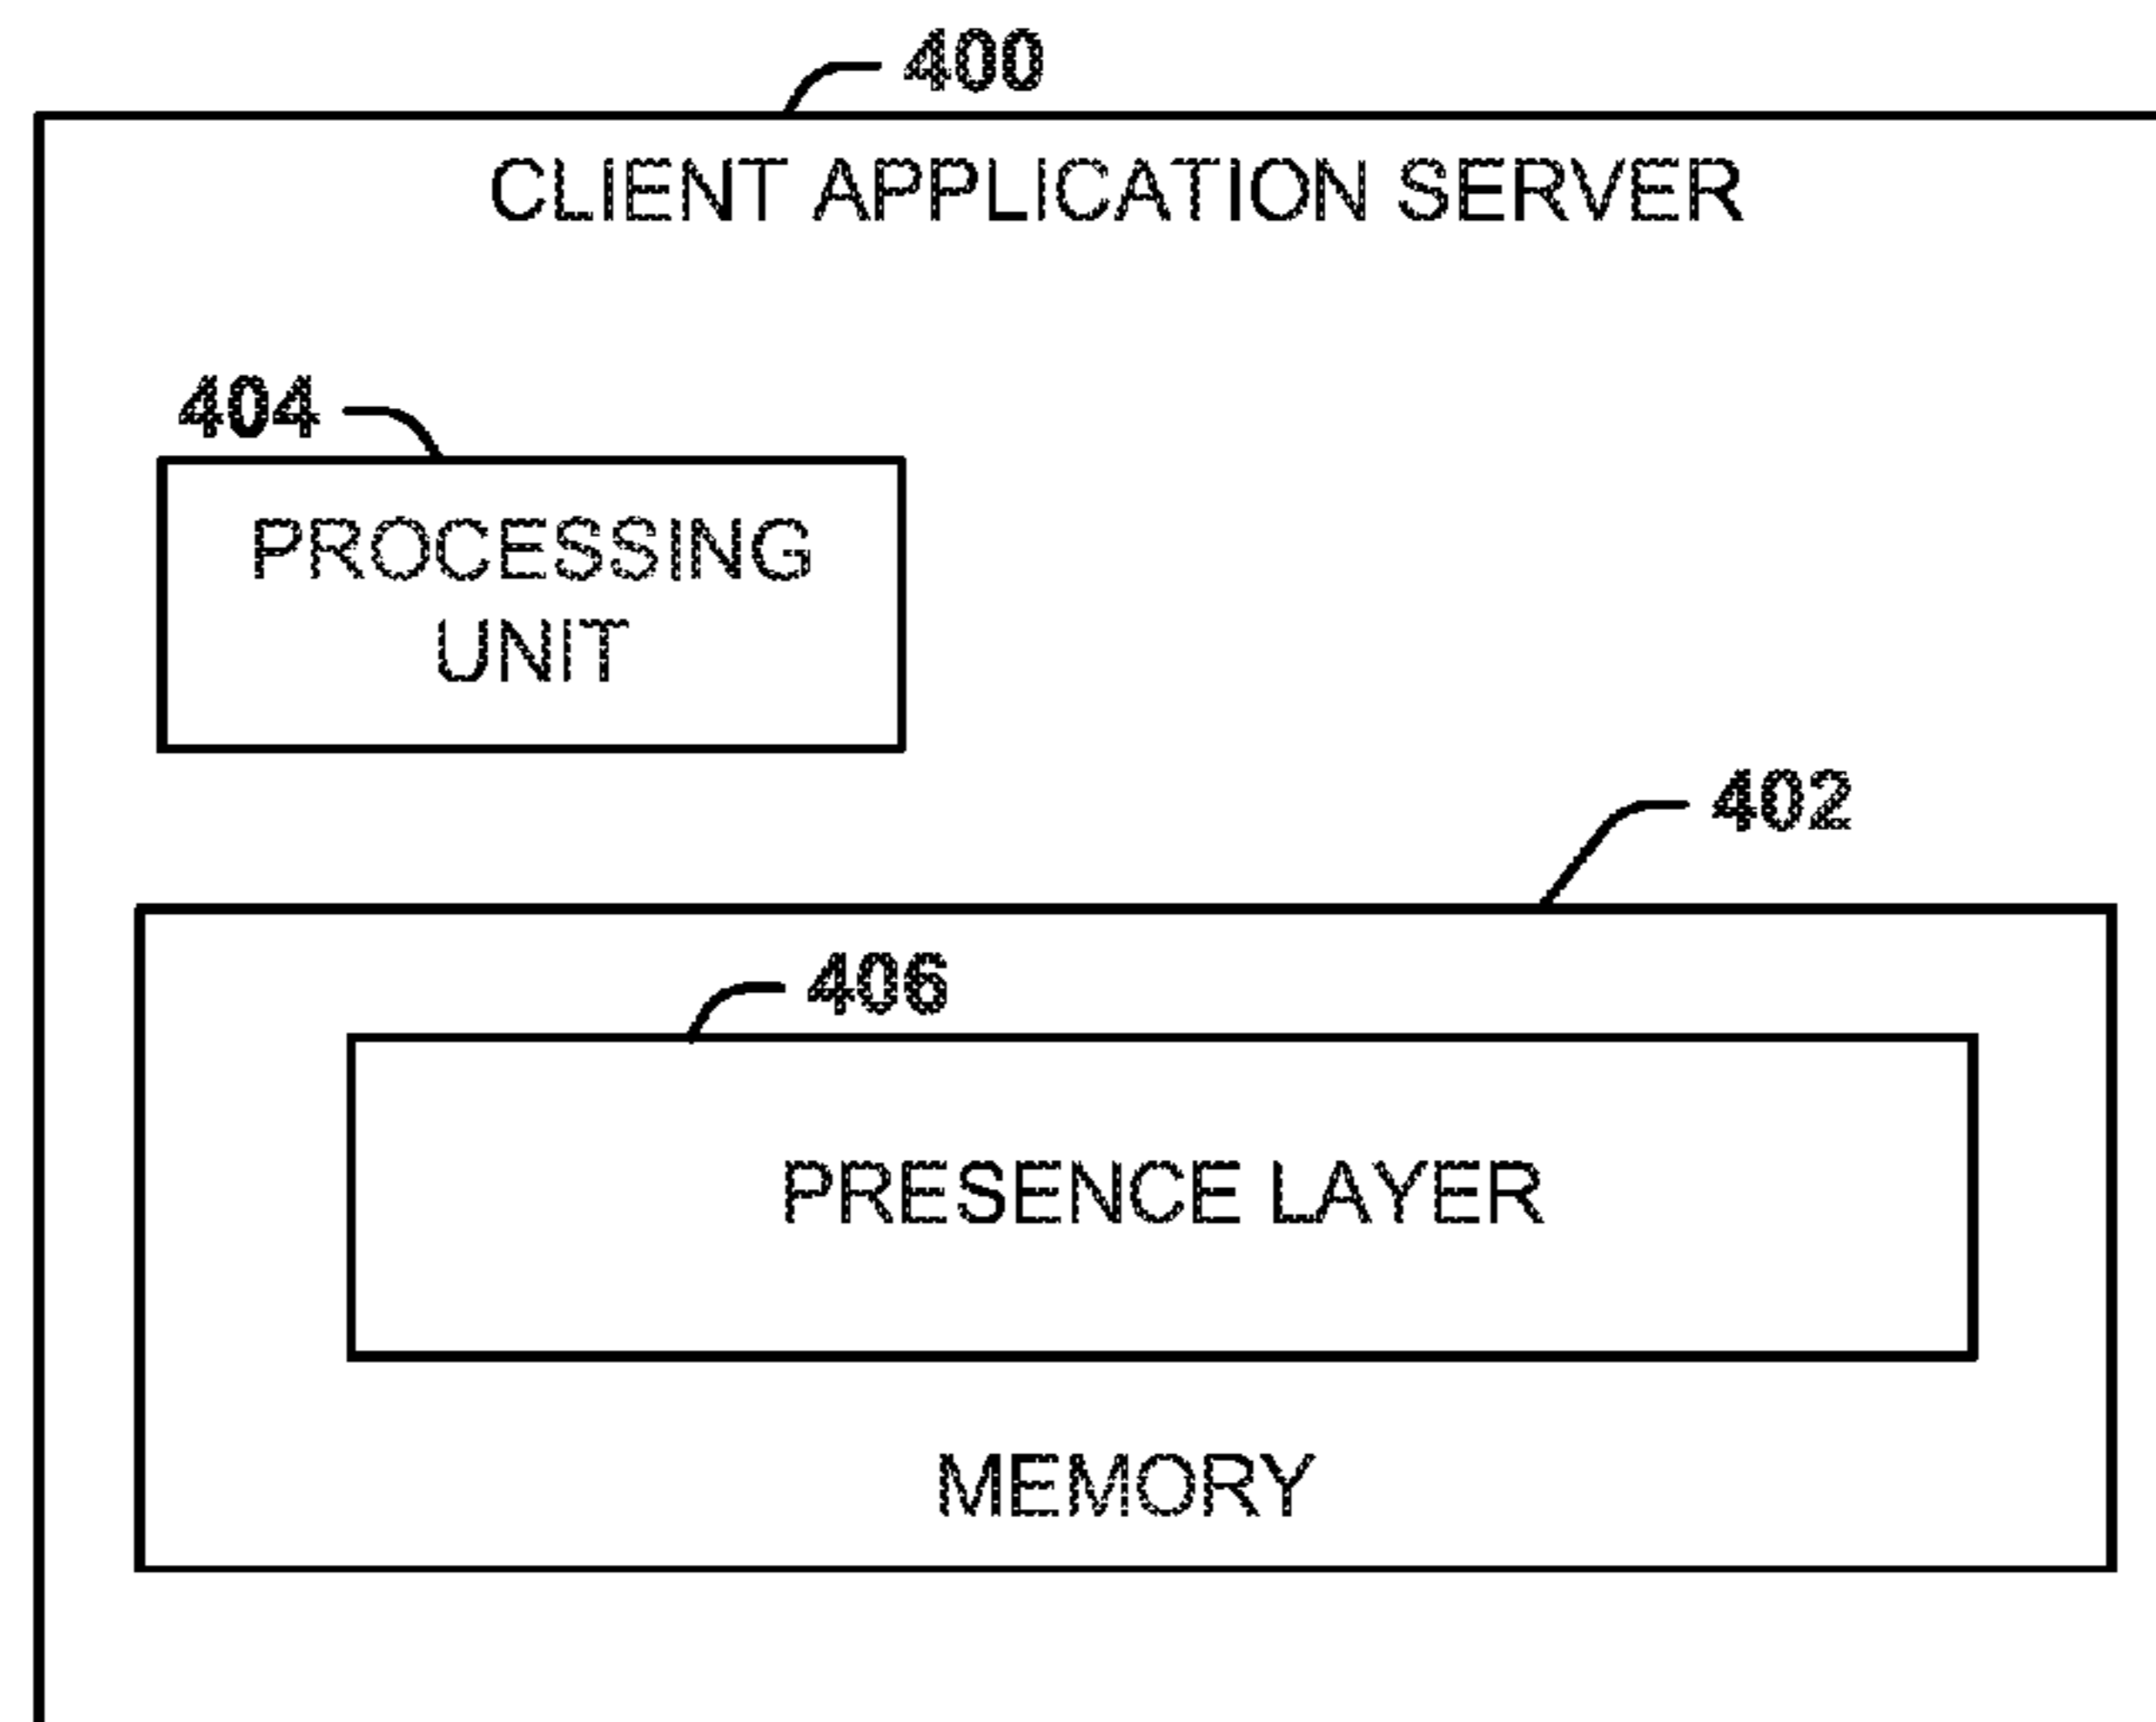 400
CLIENT APPLICATION SERVER
404
PROCESSING
UNIT
402
406
PRESENCE LAYER
MEMORY